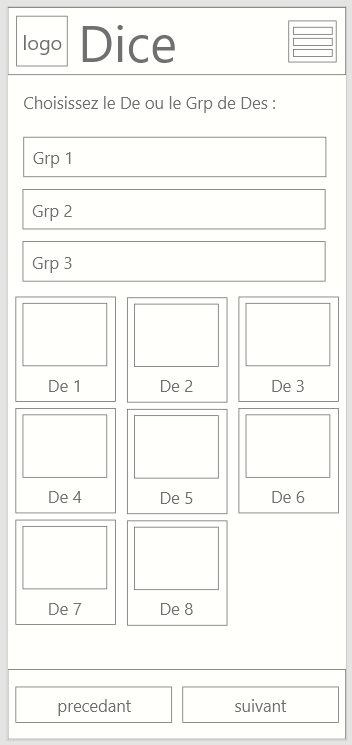 logo
Dice
Choisissez le De ou le Grp de Des :
Grp 1
Grp 2
Grp 3
De 1
De 2
De 3
De 4
De 5
De 6
De 7
De 8
precedant
suivant